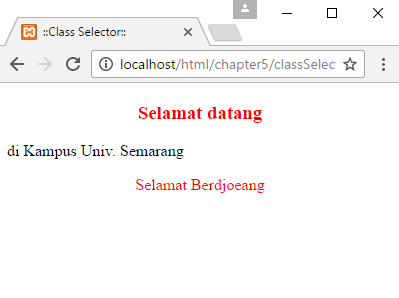 ::Class Selector::
localhost/html/chapter5/classSelec
Selamat datang
di Kampus Univ. Semarang
Selamat Berdjoeang